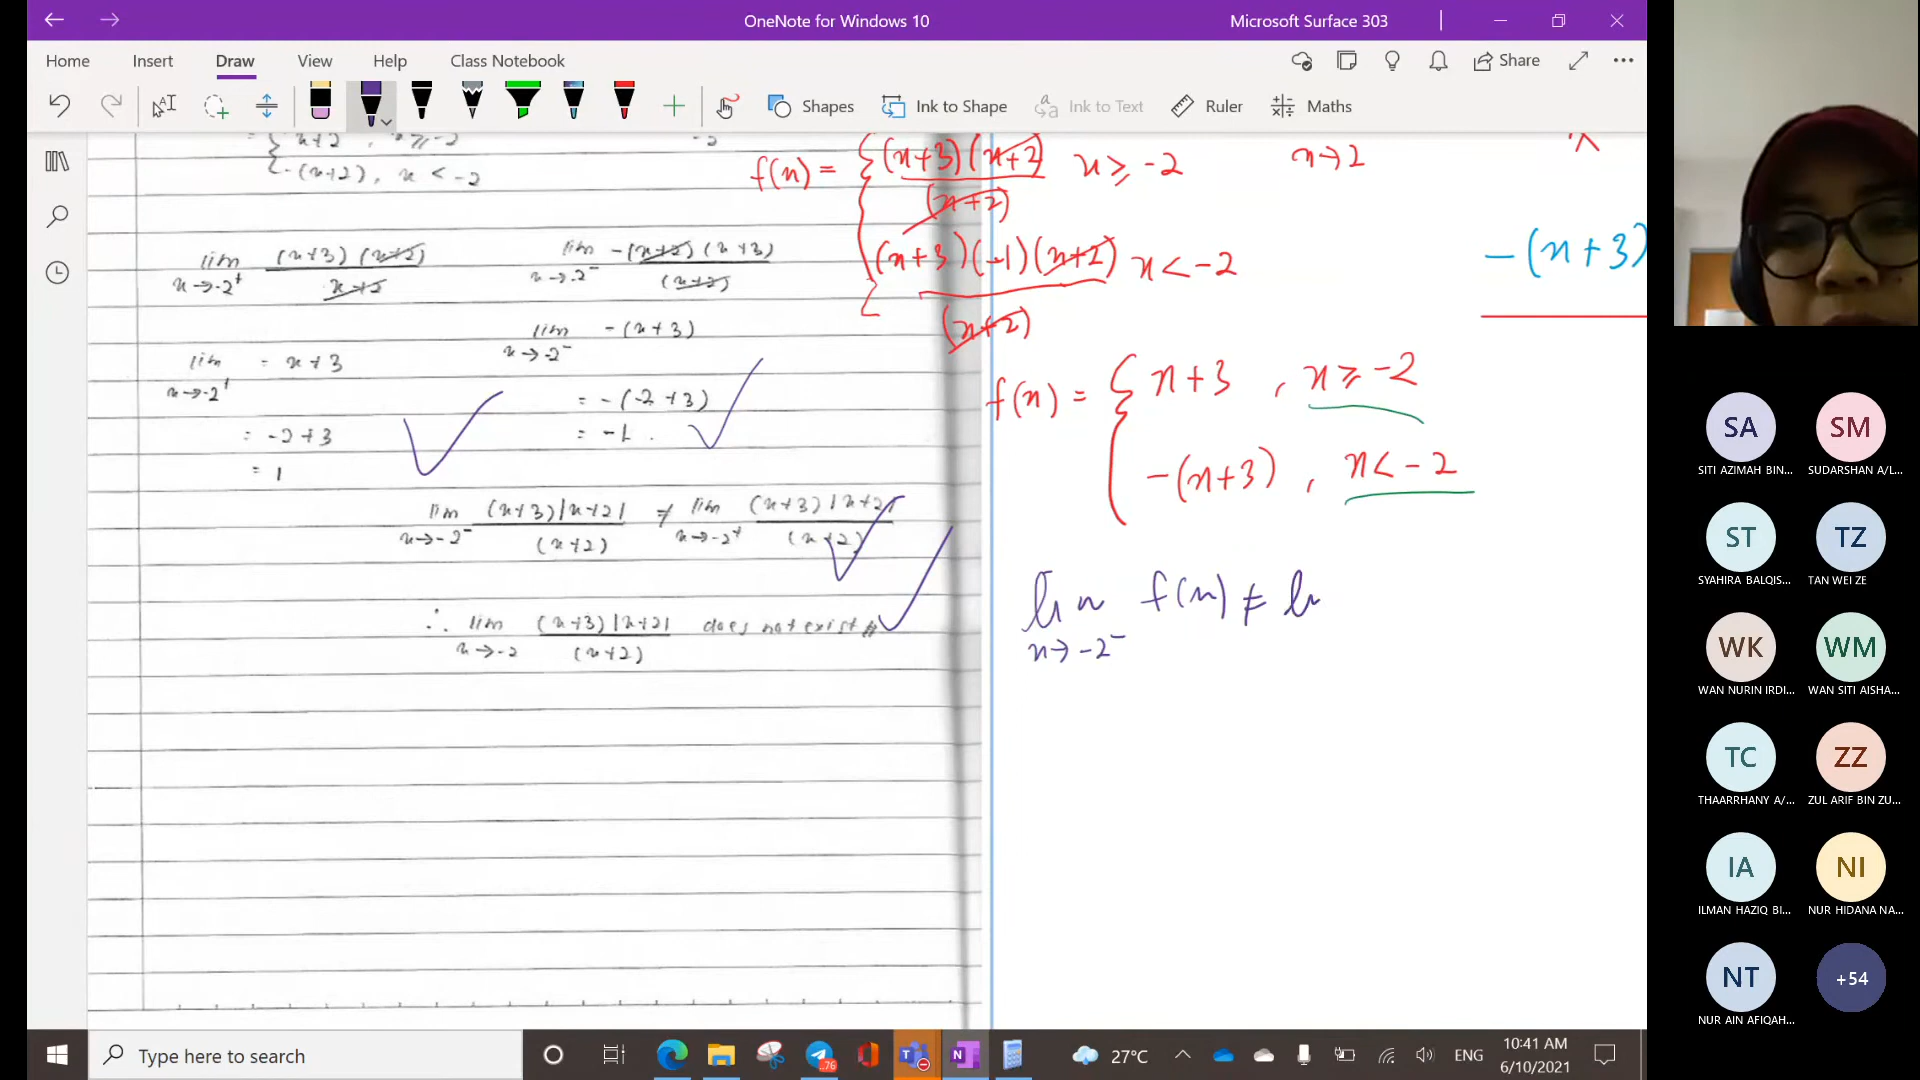 OneNote for Windows 10
Microsoft Surface 303
Home Insert Draw View Help Class Notebook
Share
Shapes Ink to Shape Ink to Text Ruler Maths
x+2 , x ≥ -2
-(x+2), x < -2
-2
lim x→-2⁺ (x+3)(x+2) / x+2
lim x→-2⁻ -(x+2)(x+3) / (x+2)
lim x→-2⁻ -(x+3)
lim x→-2⁺ = x+3
= -(-2+3)
= -2+3
= -1.
= 1
lim x→-2⁻ (x+3)|x+2| / (x+2) ≠ lim x→-2⁺ (x+3)|x+2| / (x+2)
∴ lim x→-2 (x+3)|x+2| / (x+2) does not exist #
f(x) = { (x+3)(x+2) / (x+2) x ≥ -2
(x+3)(-1)(x+2) / (x+2) x < -2
x→2
-(x+3)
f(x) = { x+3 , x ≥ -2
-(x+3) , x < -2
lim x→-2⁻ f(x) ≠ li
SA SM
SITI AZIMAH BIN... SUDARSHAN A/L...
ST TZ
SYAHIRA BALQIS... TAN WEI ZE
WK WM
WAN NURIN IRDI... WAN SITI AISHA...
TC ZZ
THAARRHANY A/... ZUL ARIF BIN ZU...
IA NI
ILMAN HAZIQ BI... NUR HIDANA NA...
NT +54
NUR AIN AFIQAH...
Type here to search
76
27°C
ENG
10:41 AM
6/10/2021